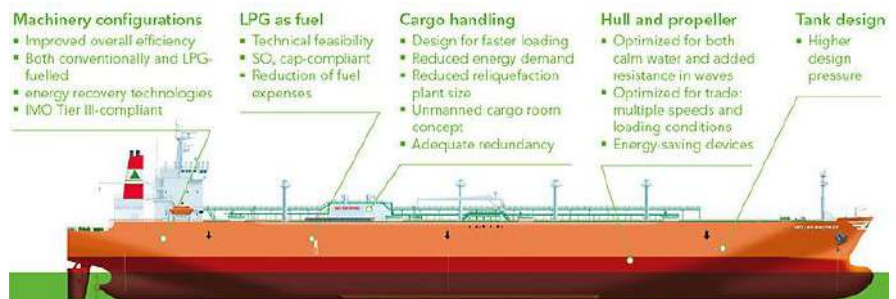 Machinery configurations
▪ Improved overall efficiency
▪ Both conventionally and LPG-
fuelled
▪ energy recovery technologies
▪ IMO Tier III-compliant
LPG as fuel
▪ Technical feasibility
▪ SOₓ cap-compliant
▪ Reduction of fuel
expenses
Cargo handling
▪ Design for faster loading
▪ Reduced energy demand
▪ Reduced reliquefaction
plant size
▪ Unmanned cargo room
concept
▪ Adequate redundancy
Hull and propeller
▪ Optimized for both
calm water and added
resistance in waves
▪ Optimized for trade:
multiple speeds and
loading conditions
▪ Energy-saving devices
Tank design
▪ Higher
design
pressure